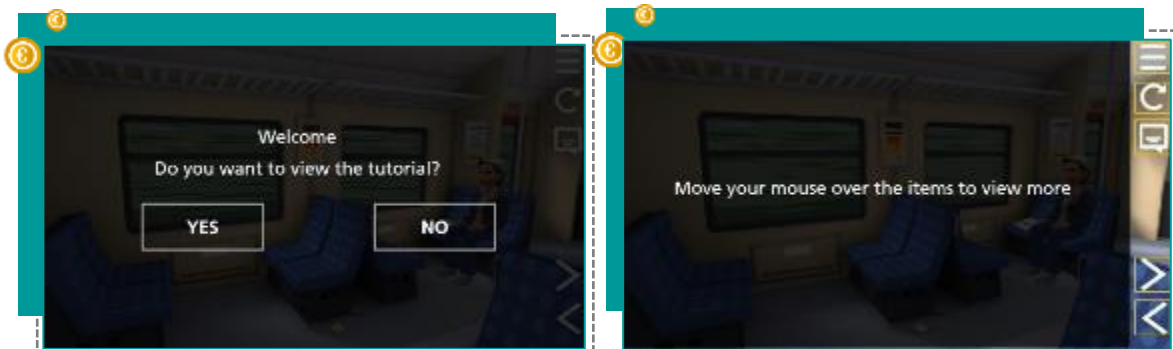 Welcome
Do you want to view the tutorial?
YES
NO
Move your mouse over the items to view more